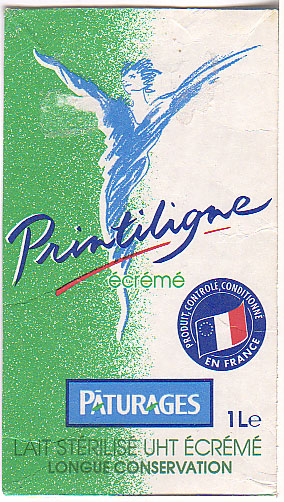 Printiligne
écrémé
PRODUIT, CONTROLE, CONDITIONNE
EN FRANCE
PÂTURAGES
1Le
LAIT STÉRILISÉ UHT ÉCRÉMÉ
LONGUE CONSERVATION